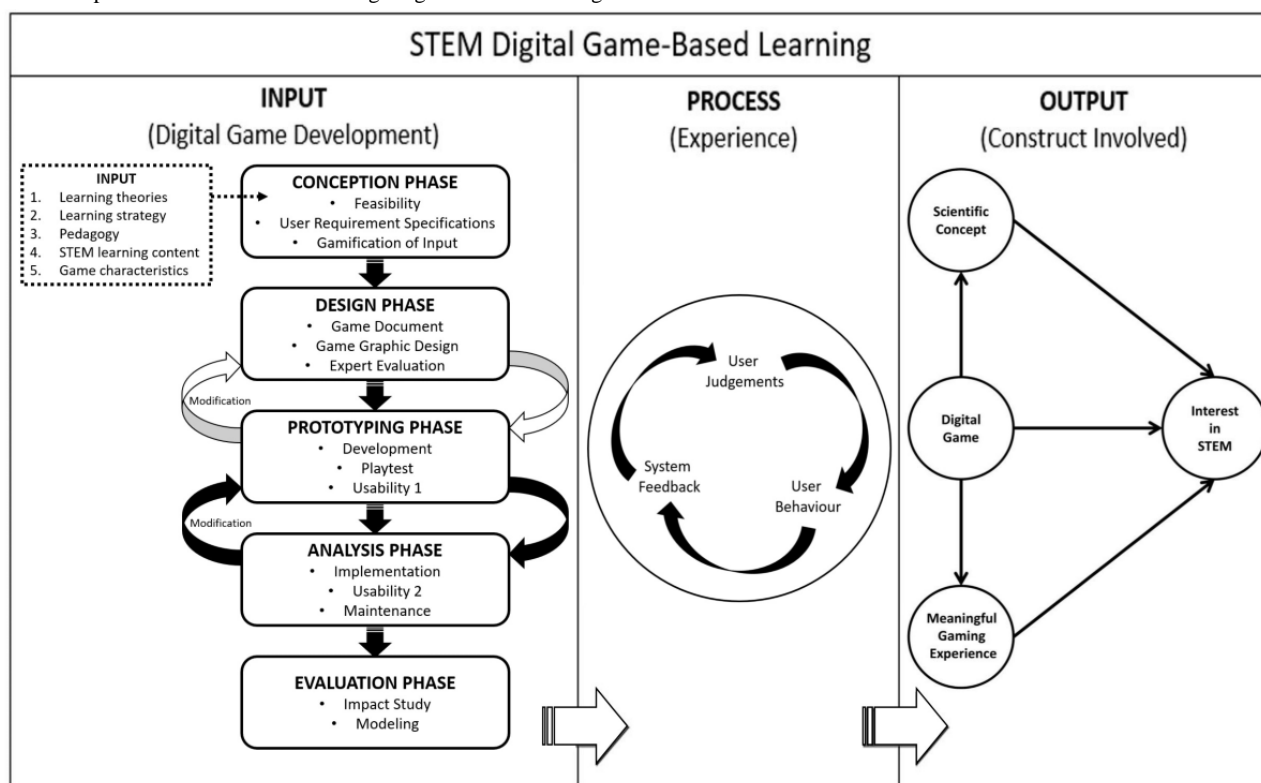 STEM Digital Game-Based Learning
INPUT
(Digital Game Development)
INPUT
1. Learning theories
2. Learning strategy
3. Pedagogy
4. STEM learning content
5. Game characteristics
CONCEPTION PHASE
• Feasibility
• User Requirement Specifications
• Gamification of Input
DESIGN PHASE
• Game Document
• Game Graphic Design
• Expert Evaluation
Modification
PROTOTYPING PHASE
• Development
• Playtest
• Usability 1
Modification
ANALYSIS PHASE
• Implementation
• Usability 2
• Maintenance
EVALUATION PHASE
• Impact Study
• Modeling
PROCESS
(Experience)
User
Judgements
User
Behaviour
System
Feedback
OUTPUT
(Construct Involved)
Scientific
Concept
Digital
Game
Interest
in
STEM
Meaningful
Gaming
Experience